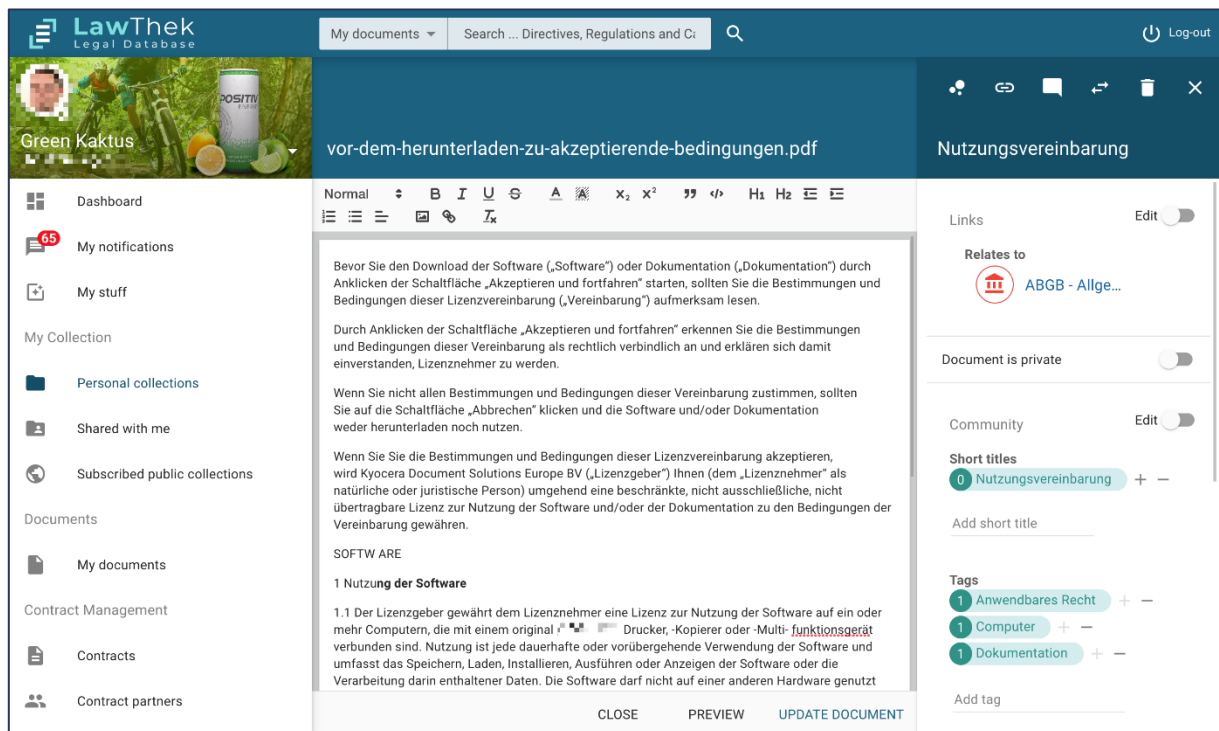 LawThek
Legal Database
My documents
Search ... Directives, Regulations and Ca
Log-out
POSITIV
Green Kaktus
vor-dem-herunterladen-zu-akzeptierende-bedingungen.pdf
Nutzungsvereinbarung
Dashboard
65
My notifications
My stuff
My Collection
Personal collections
Shared with me
Subscribed public collections
Documents
My documents
Contract Management
Contracts
Contract partners
Normal B I U S A A X₂ X² ” </> H1 H2
Tx
Bevor Sie den Download der Software („Software“) oder Dokumentation („Dokumentation“) durch
Anklicken der Schaltfläche „Akzeptieren und fortfahren“ starten, sollten Sie die Bestimmungen und
Bedingungen dieser Lizenzvereinbarung („Vereinbarung“) aufmerksam lesen.
Durch Anklicken der Schaltfläche „Akzeptieren und fortfahren“ erkennen Sie die Bestimmungen
und Bedingungen dieser Vereinbarung als rechtlich verbindlich an und erklären sich damit
einverstanden, Lizenznehmer zu werden.
Wenn Sie nicht allen Bestimmungen und Bedingungen dieser Vereinbarung zustimmen, sollten
Sie auf die Schaltfläche „Abbrechen“ klicken und die Software und/oder Dokumentation
weder herunterladen noch nutzen.
Wenn Sie Sie die Bestimmungen und Bedingungen dieser Lizenzvereinbarung akzeptieren,
wird Kyocera Document Solutions Europe BV („Lizenzgeber“) Ihnen (dem „Lizenznehmer“ als
natürliche oder juristische Person) umgehend eine beschränkte, nicht ausschließliche, nicht
übertragbare Lizenz zur Nutzung der Software und/oder der Dokumentation zu den Bedingungen der
Vereinbarung gewähren.
SOFTW ARE
1 Nutzung der Software
1.1 Der Lizenzgeber gewährt dem Lizenznehmer eine Lizenz zur Nutzung der Software auf ein oder
mehr Computern, die mit einem original Drucker, -Kopierer oder -Multi- funktionsgerät
verbunden sind. Nutzung ist jede dauerhafte oder vorübergehende Verwendung der Software und
umfasst das Speichern, Laden, Installieren, Ausführen oder Anzeigen der Software oder die
Verarbeitung darin enthaltener Daten. Die Software darf nicht auf einer anderen Hardware genutzt
CLOSE PREVIEW UPDATE DOCUMENT
Links Edit
Relates to
ABGB - Allge...
Document is private
Community Edit
Short titles
0 Nutzungsvereinbarung + −
Add short title
Tags
1 Anwendbares Recht + −
1 Computer + −
1 Dokumentation + −
Add tag